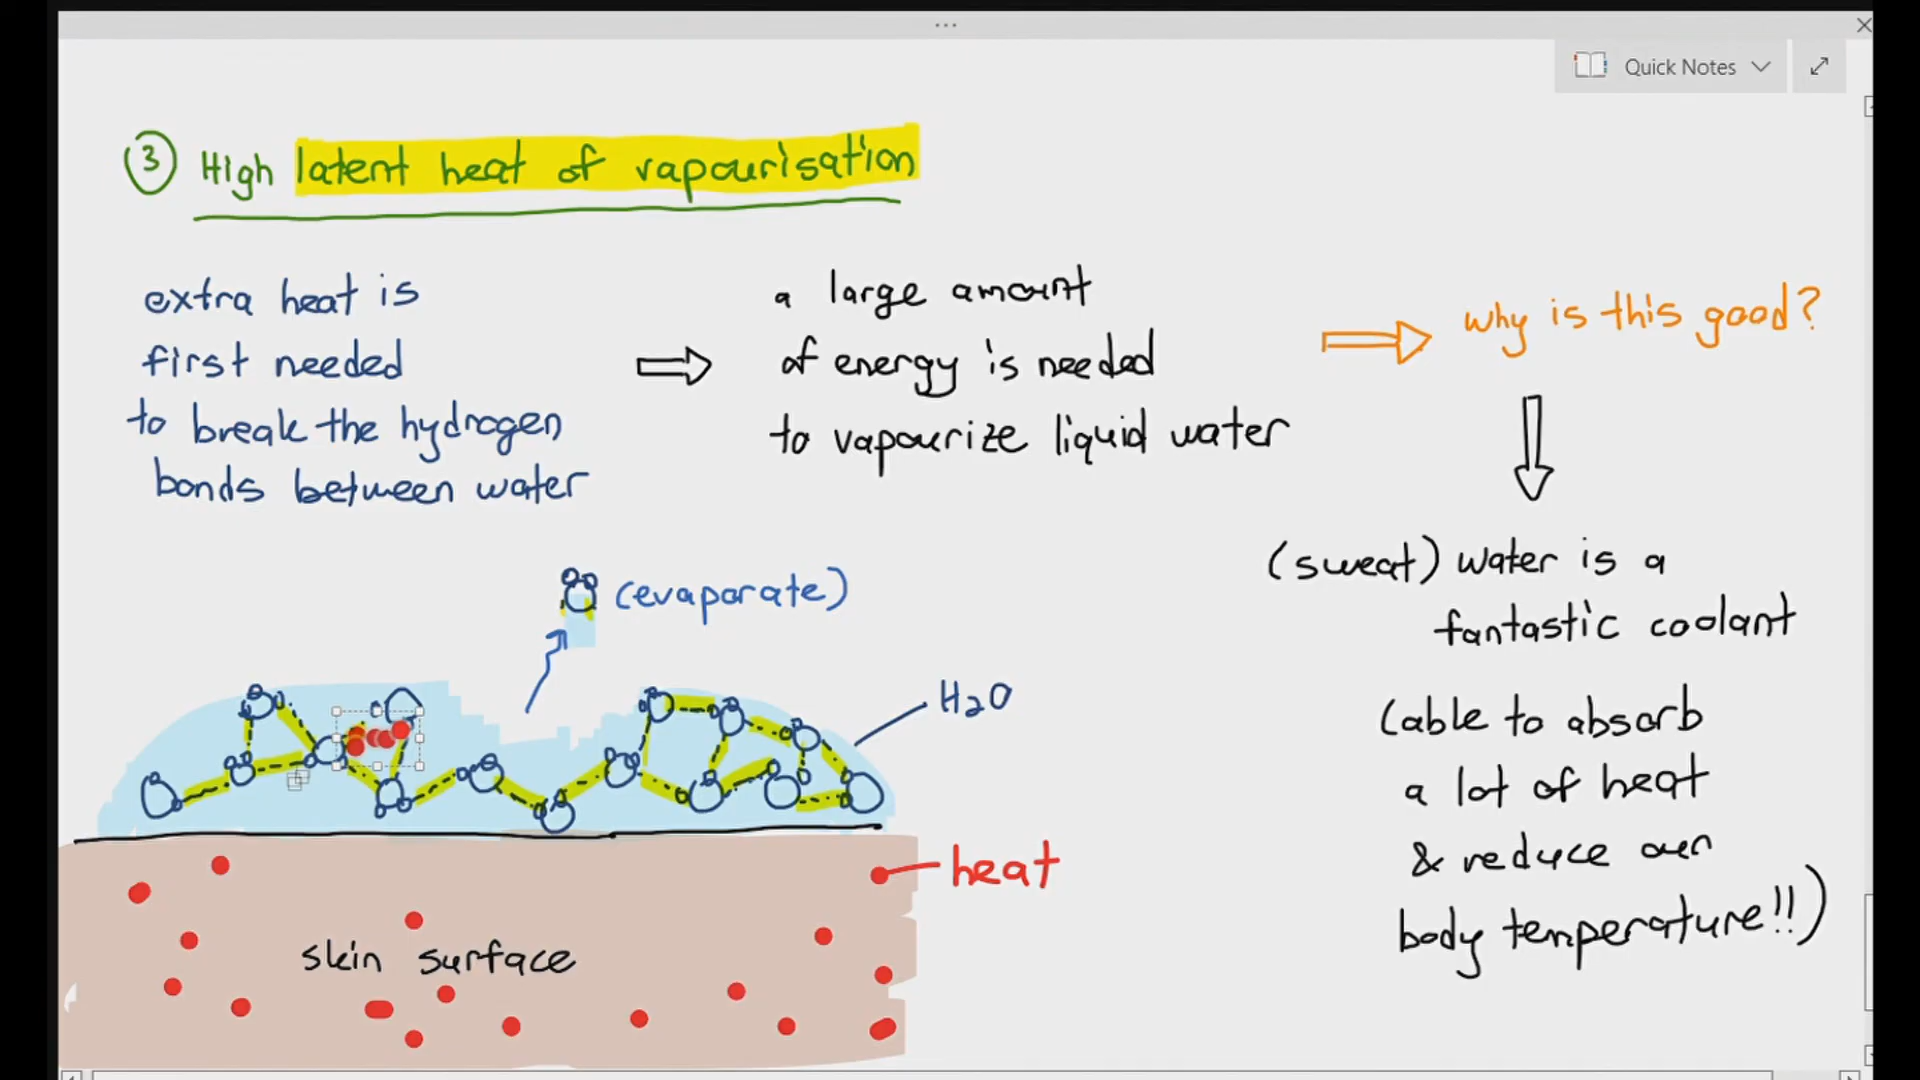 Quick Notes
3 High latent heat of vapourisation
extra heat is
first needed
to break the hydrogen
bonds between water
a large amount
of energy is needed
to vapourize liquid water
why is this good?
(sweat) water is a
fantastic coolant
(able to absorb
a lot of heat
& reduce our
body temperature!!)
(evaporate)
H2O
heat
skin surface